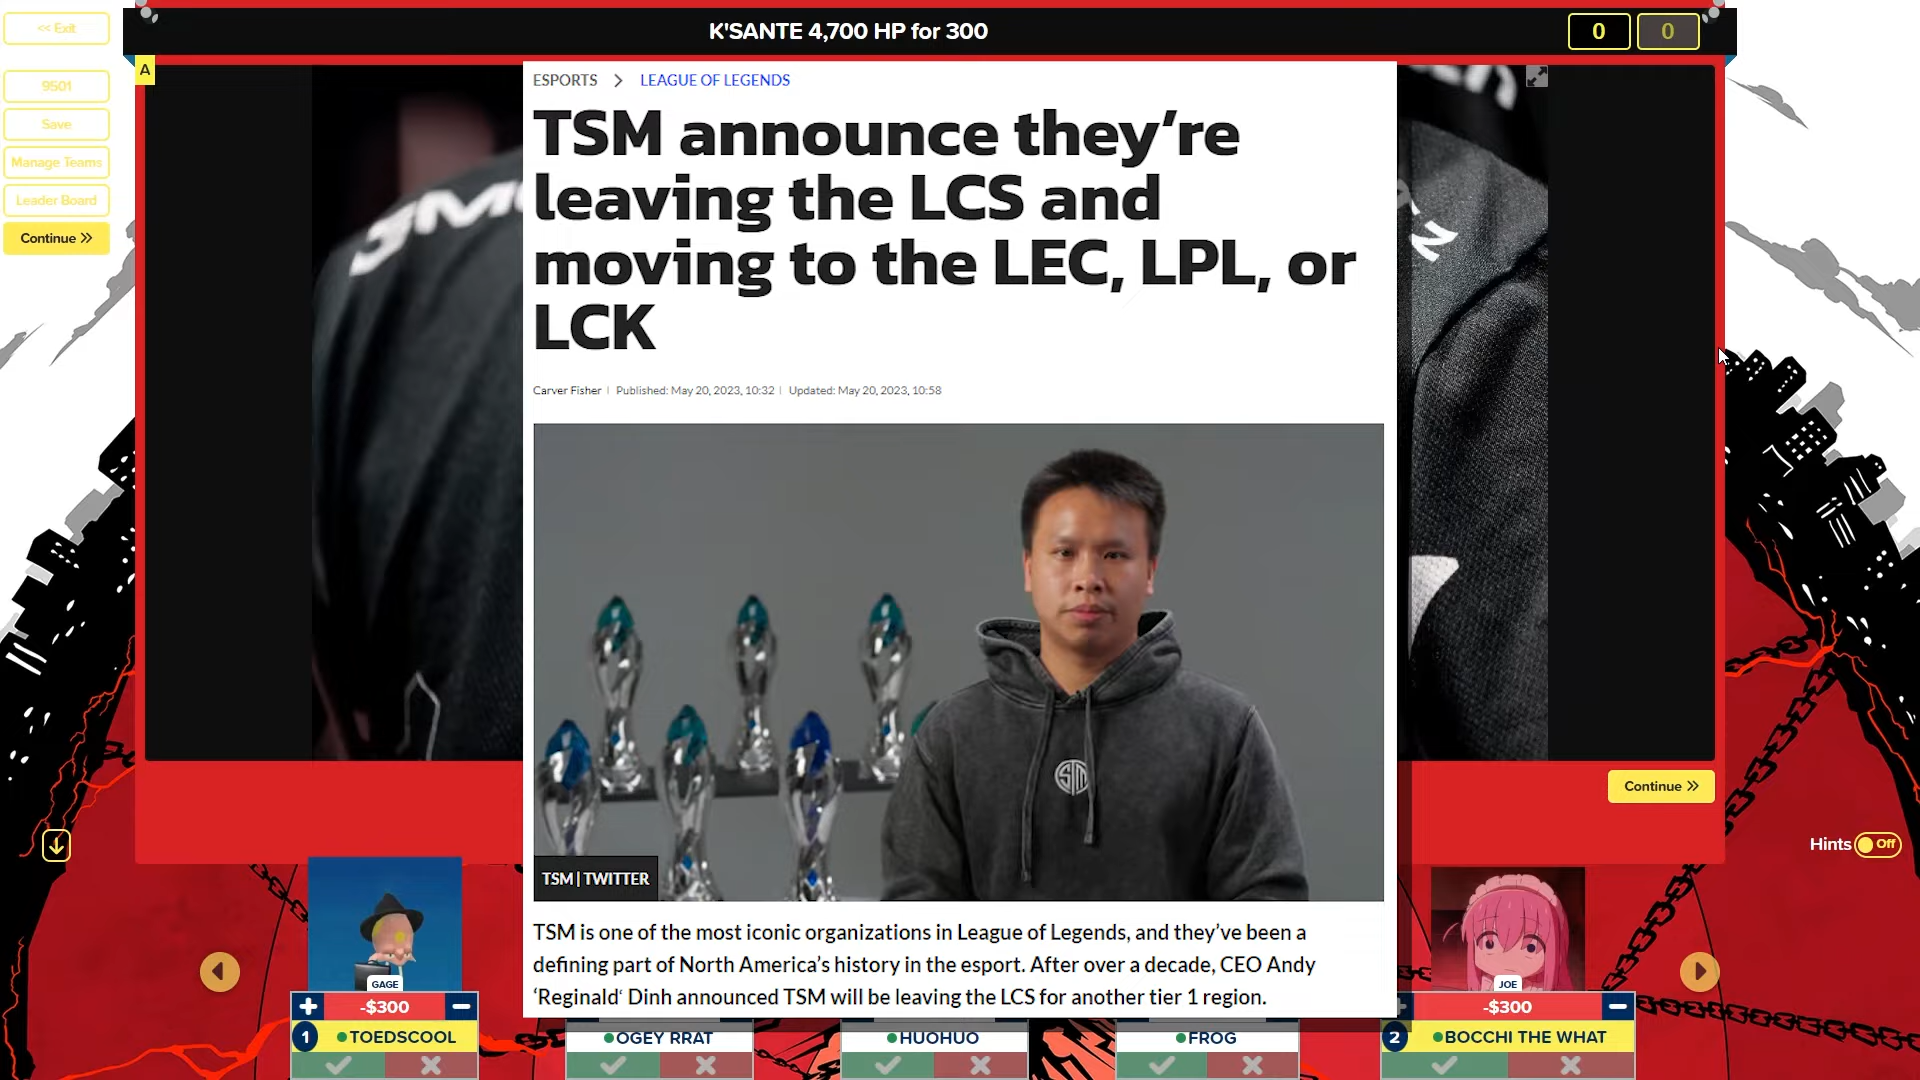 << Exit
K'SANTE 4,700 HP for 300
0
0
A
9501
Save
Manage Teams
Leader Board
Continue >>
ESPORTS > LEAGUE OF LEGENDS
TSM announce they're
leaving the LCS and
moving to the LEC, LPL, or
LCK
Carver Fisher | Published: May 20, 2023, 10:32 | Updated: May 20, 2023, 10:58
TSM | TWITTER
TSM is one of the most iconic organizations in League of Legends, and they've been a
defining part of North America's history in the esport. After over a decade, CEO Andy
‘Reginald‘ Dinh announced TSM will be leaving the LCS for another tier 1 region.
Continue >>
Hints Off
GAGE
+ -$300 −
1 TOEDSCOOL
OGEY RRAT
HUOHUO
FROG
JOE
+ -$300 −
2 BOCCHI THE WHAT